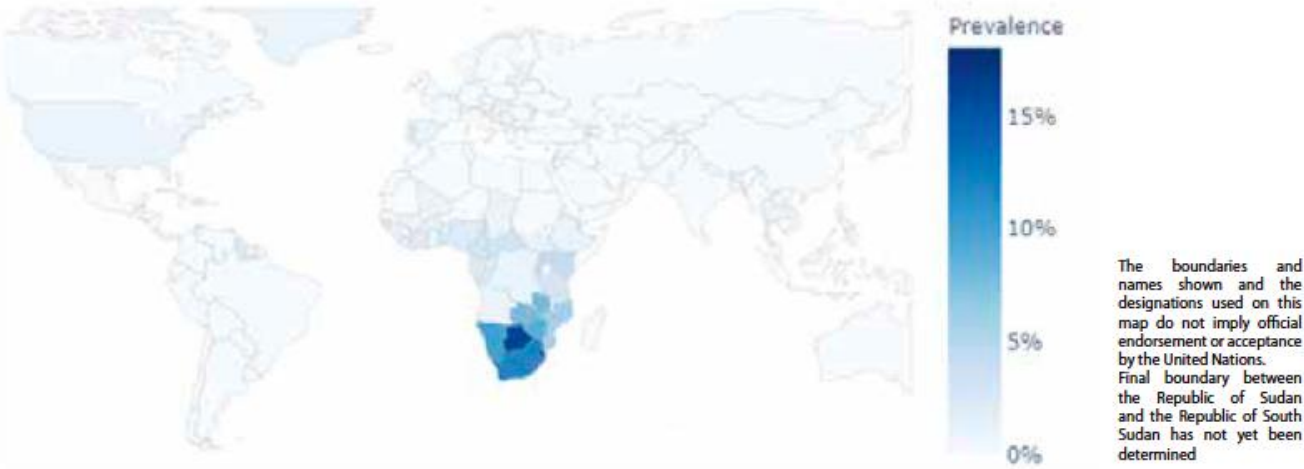 Prevalence
15%
10%
5%
0%
The boundaries and
names shown and the
designations used on this
map do not imply official
endorsement or acceptance
by the United Nations.
Final boundary between
the Republic of Sudan
and the Republic of South
Sudan has not yet been
determined